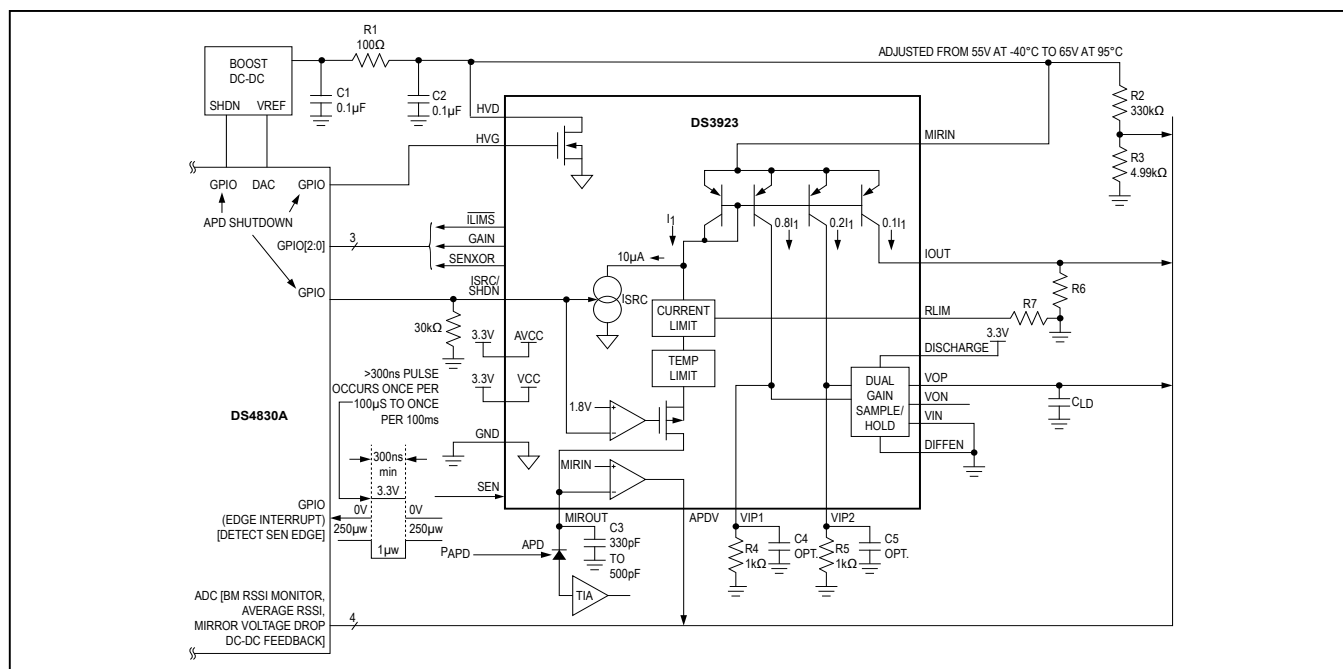 R1
100Ω
BOOST
DC-DC
SHDN
VREF
C1
0.1µF
C2
0.1µF
ADJUSTED FROM 55V AT -40°C TO 65V AT 95°C
R2
330kΩ
R3
4.99kΩ
HVD
HVG
DS3923
MIRIN
GPIO
DAC
GPIO
APD SHUTDOWN
GPIO[2:0]
3
GPIO
ILIMS
GAIN
SENXOR
ISRC/
SHDN
30kΩ
I1
0.8I1
0.2I1
0.1I1
10µA
ISRC
CURRENT
LIMIT
TEMP
LIMIT
IOUT
R6
RLIM
R7
DISCHARGE
3.3V
3.3V
AVCC
3.3V
VCC
GND
1.8V
DUAL
GAIN
SAMPLE/
HOLD
VOP
CLD
VON
VIN
DIFFEN
>300ns PULSE
OCCURS ONCE PER
100µS TO ONCE
PER 100ms
DS4830A
300ns
min
3.3V
0V
0V
250µw
250µw
1µw
GPIO
(EDGE INTERRUPT)
[DETECT SEN EDGE]
SEN
MIRIN
MIROUT
APDV
VIP1
VIP2
C3
330pF
TO
500pF
PAPD
APD
TIA
R4
1kΩ
C4
OPT.
R5
1kΩ
C5
OPT.
ADC [BM RSSI MONITOR,
AVERAGE RSSI,
MIRROR VOLTAGE DROP
DC-DC FEEDBACK]
4